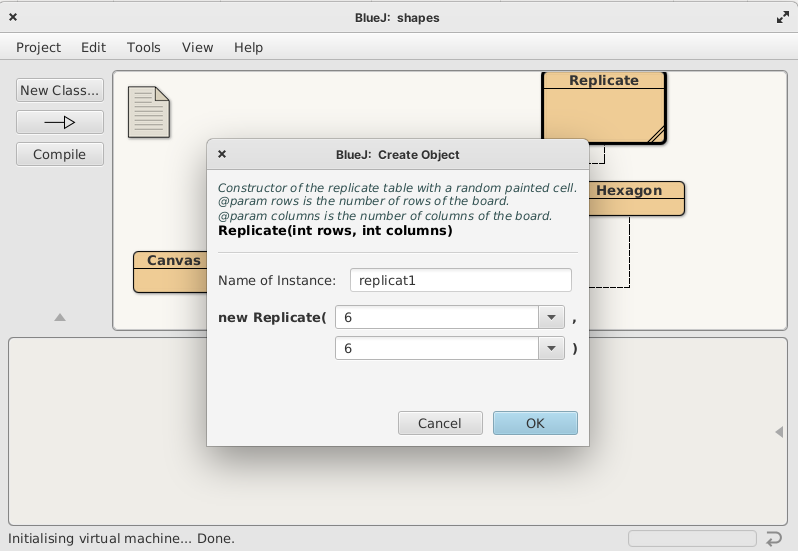 BlueJ: shapes
Project Edit Tools View Help
New Class...
Compile
Replicate
Hexagon
Canvas
BlueJ: Create Object
Constructor of the replicate table with a random painted cell.
@param rows is the number of rows of the board.
@param columns is the number of columns of the board.
Replicate(int rows, int columns)
Name of Instance: replicat1
new Replicate( 6 ,
6 )
Cancel OK
Initialising virtual machine... Done.